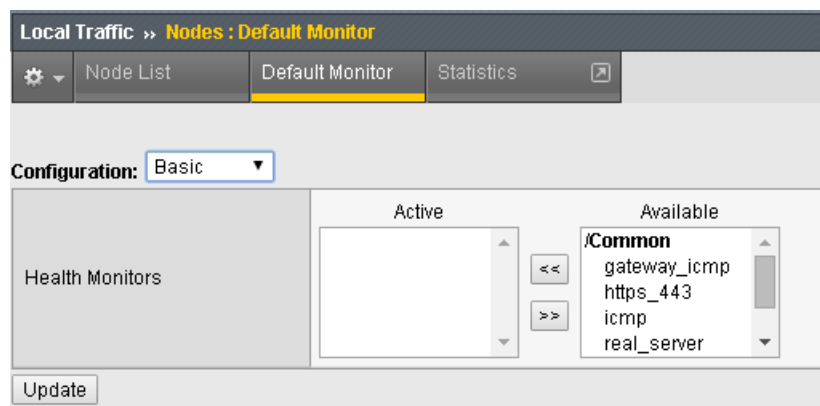 Local Traffic ›› Nodes : Default Monitor
Node List Default Monitor Statistics
Configuration: Basic
Active Available
Health Monitors
/Common
gateway_icmp
https_443
icmp
real_server
<<
>>
Update